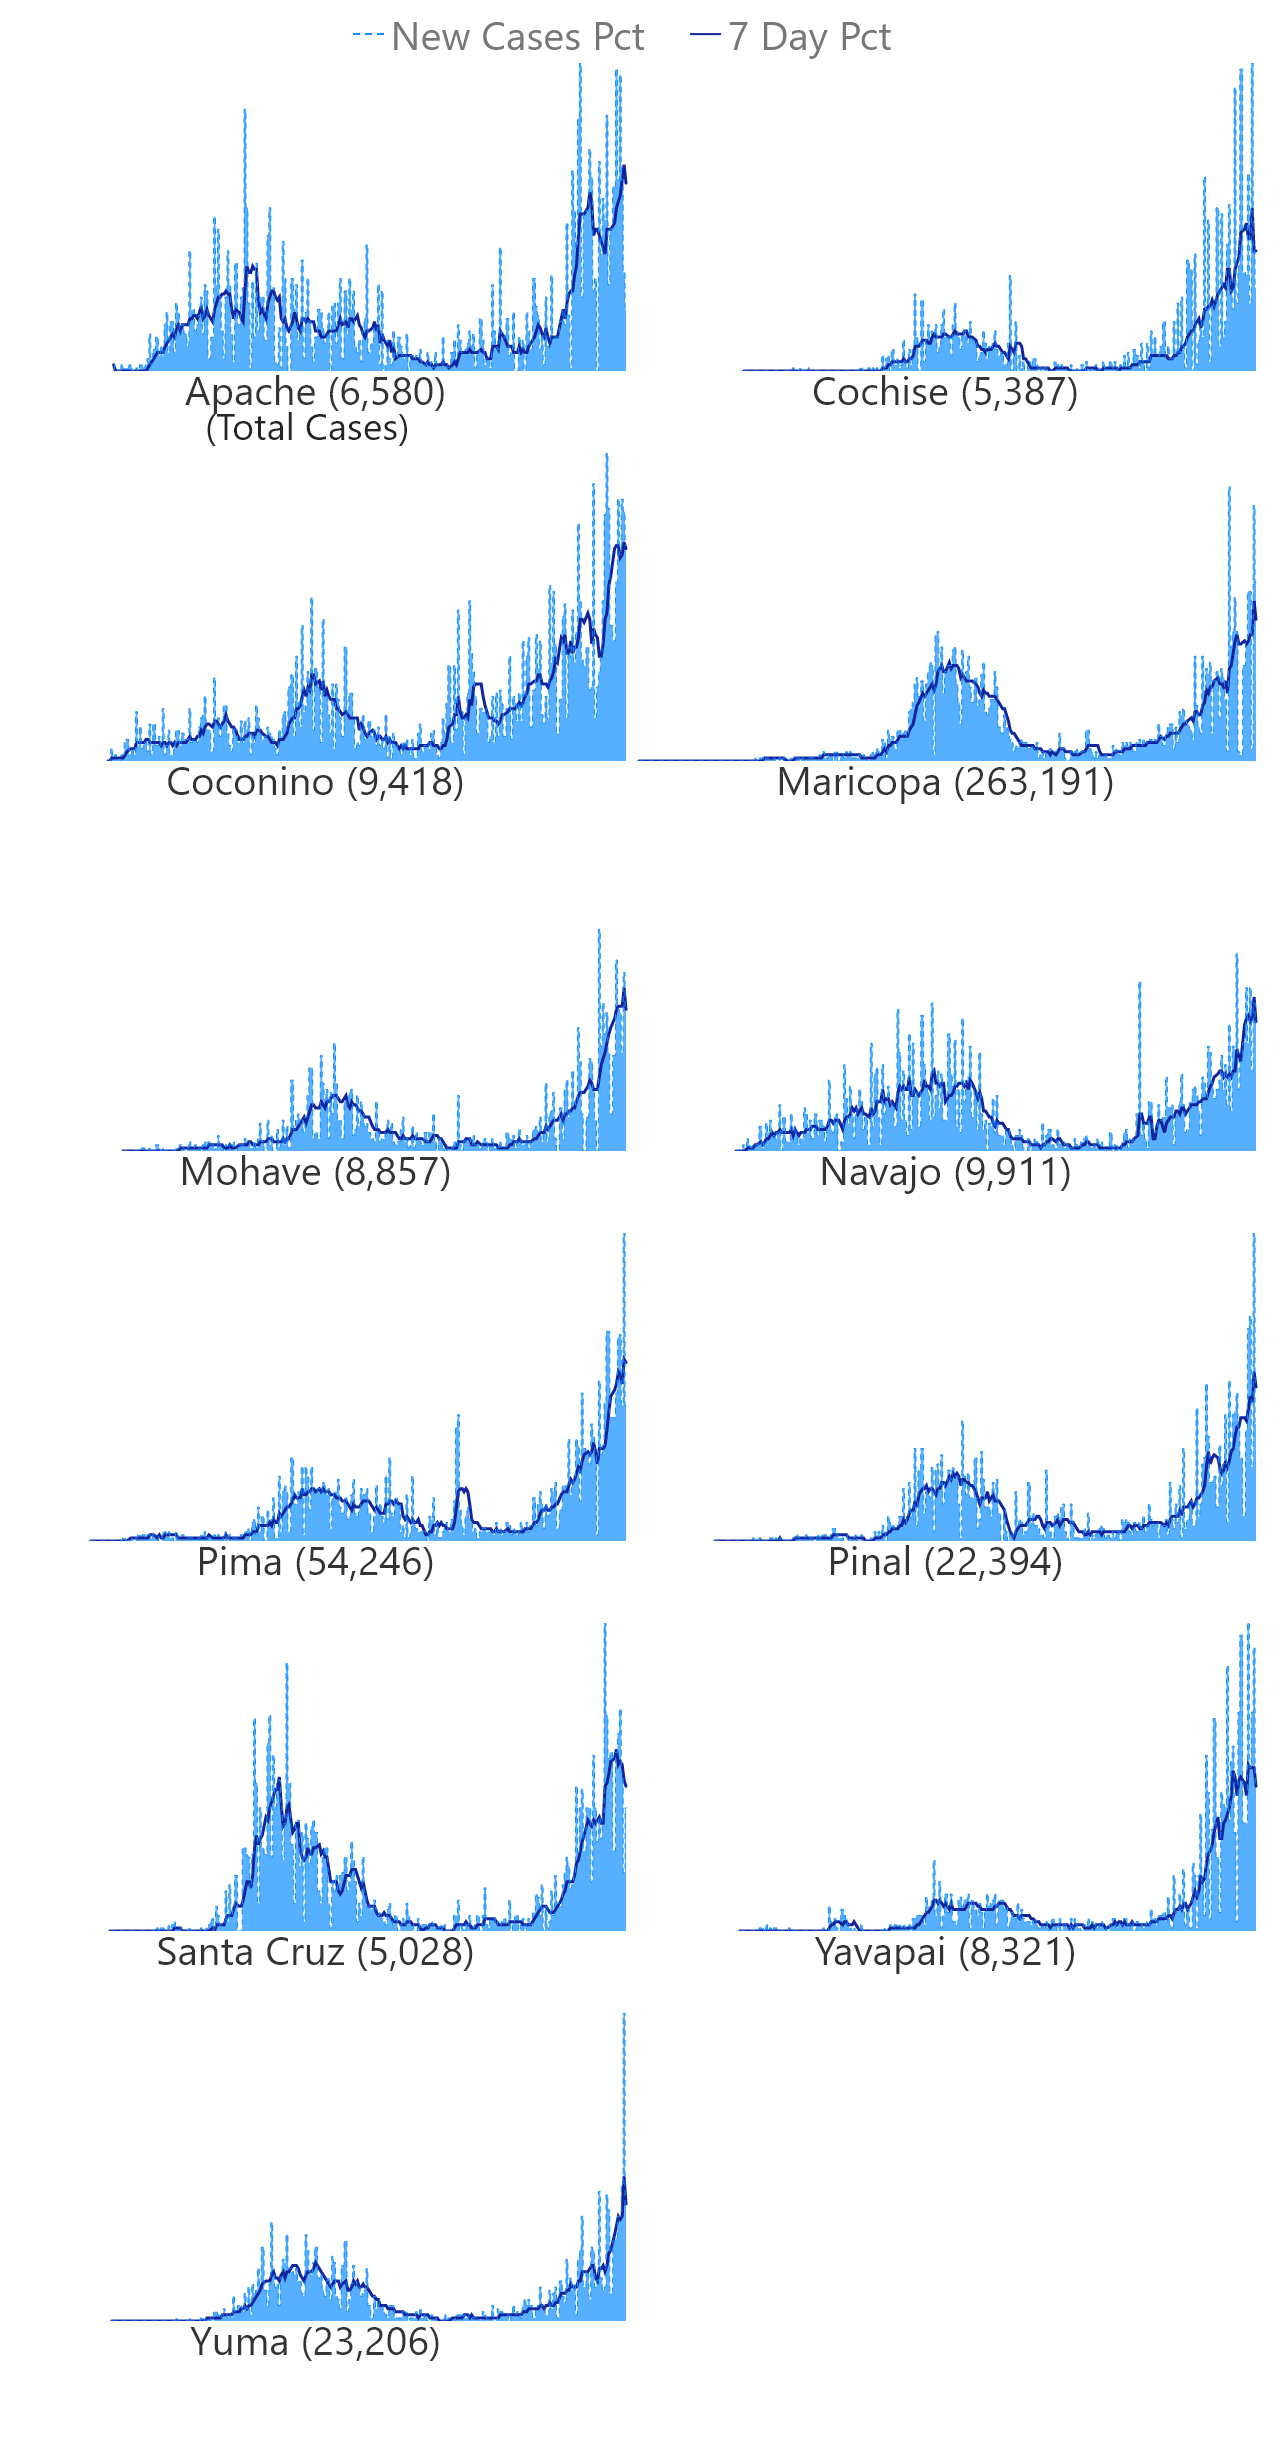 New Cases Pct 7 Day Pct
Apache (6,580)
(Total Cases)
Cochise (5,387)
Coconino (9,418)
Maricopa (263,191)
Mohave (8,857)
Navajo (9,911)
Pima (54,246)
Pinal (22,394)
Santa Cruz (5,028)
Yavapai (8,321)
Yuma (23,206)